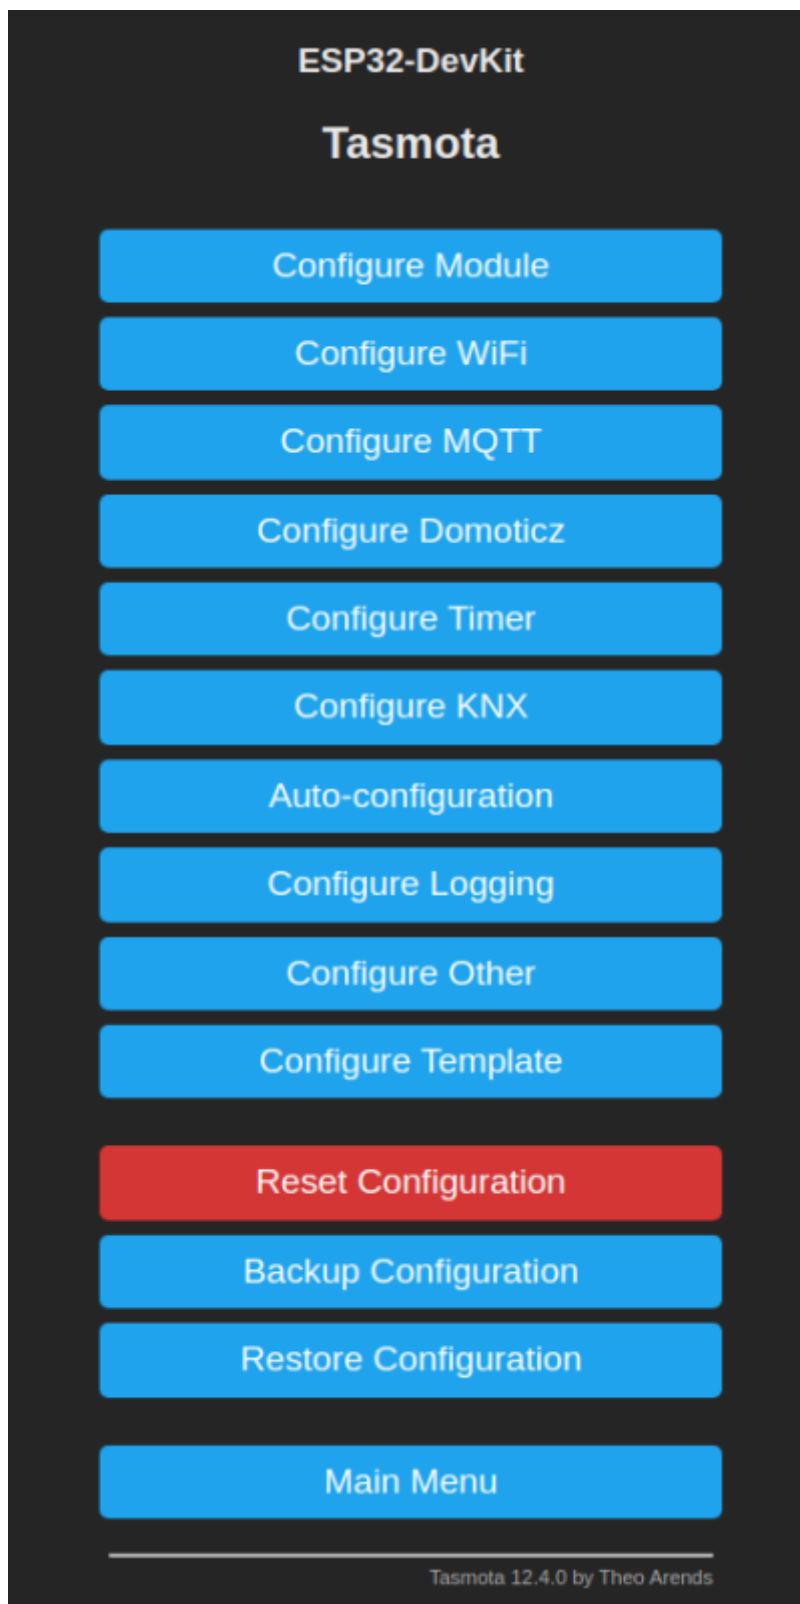 ESP32-DevKit
Tasmota
Configure Module
Configure WiFi
Configure MQTT
Configure Domoticz
Configure Timer
Configure KNX
Auto-configuration
Configure Logging
Configure Other
Configure Template
Reset Configuration
Backup Configuration
Restore Configuration
Main Menu
Tasmota 12.4.0 by Theo Arends